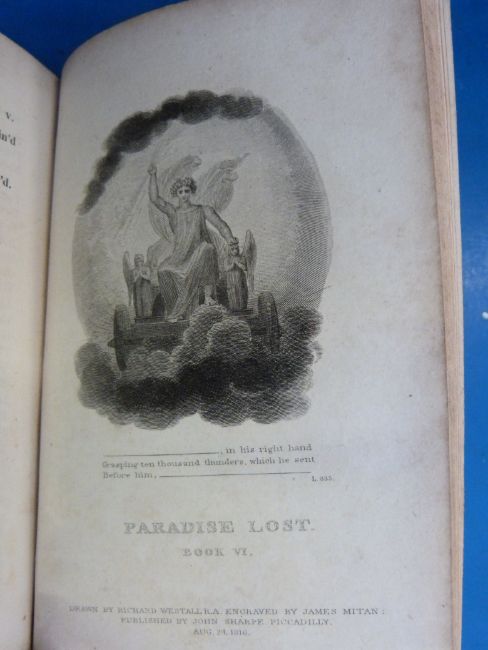 v.
in'd
'd.
, in his right hand
Grasping ten thousand thunders, which he sent
Before him,
L. 835.
PARADISE LOST.
BOOK VI.
DRAWN BY RICHARD WESTALL R.A. ENGRAVED BY JAMES MITAN;
PUBLISHED BY JOHN SHARPE PICCADILLY.
AUG. 24, 1816.